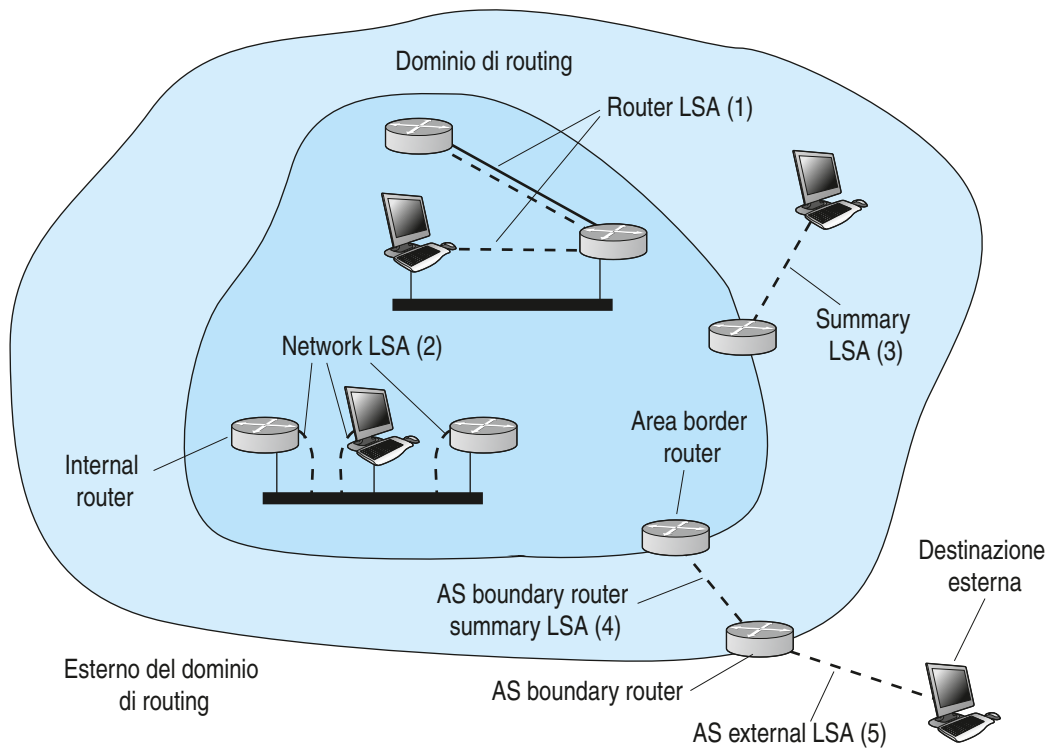 Dominio di routing
Router LSA (1)
Summary
LSA (3)
Network LSA (2)
Area border
router
Internal
router
Destinazione
esterna
AS boundary router
summary LSA (4)
Esterno del dominio
di routing
AS boundary router
AS external LSA (5)